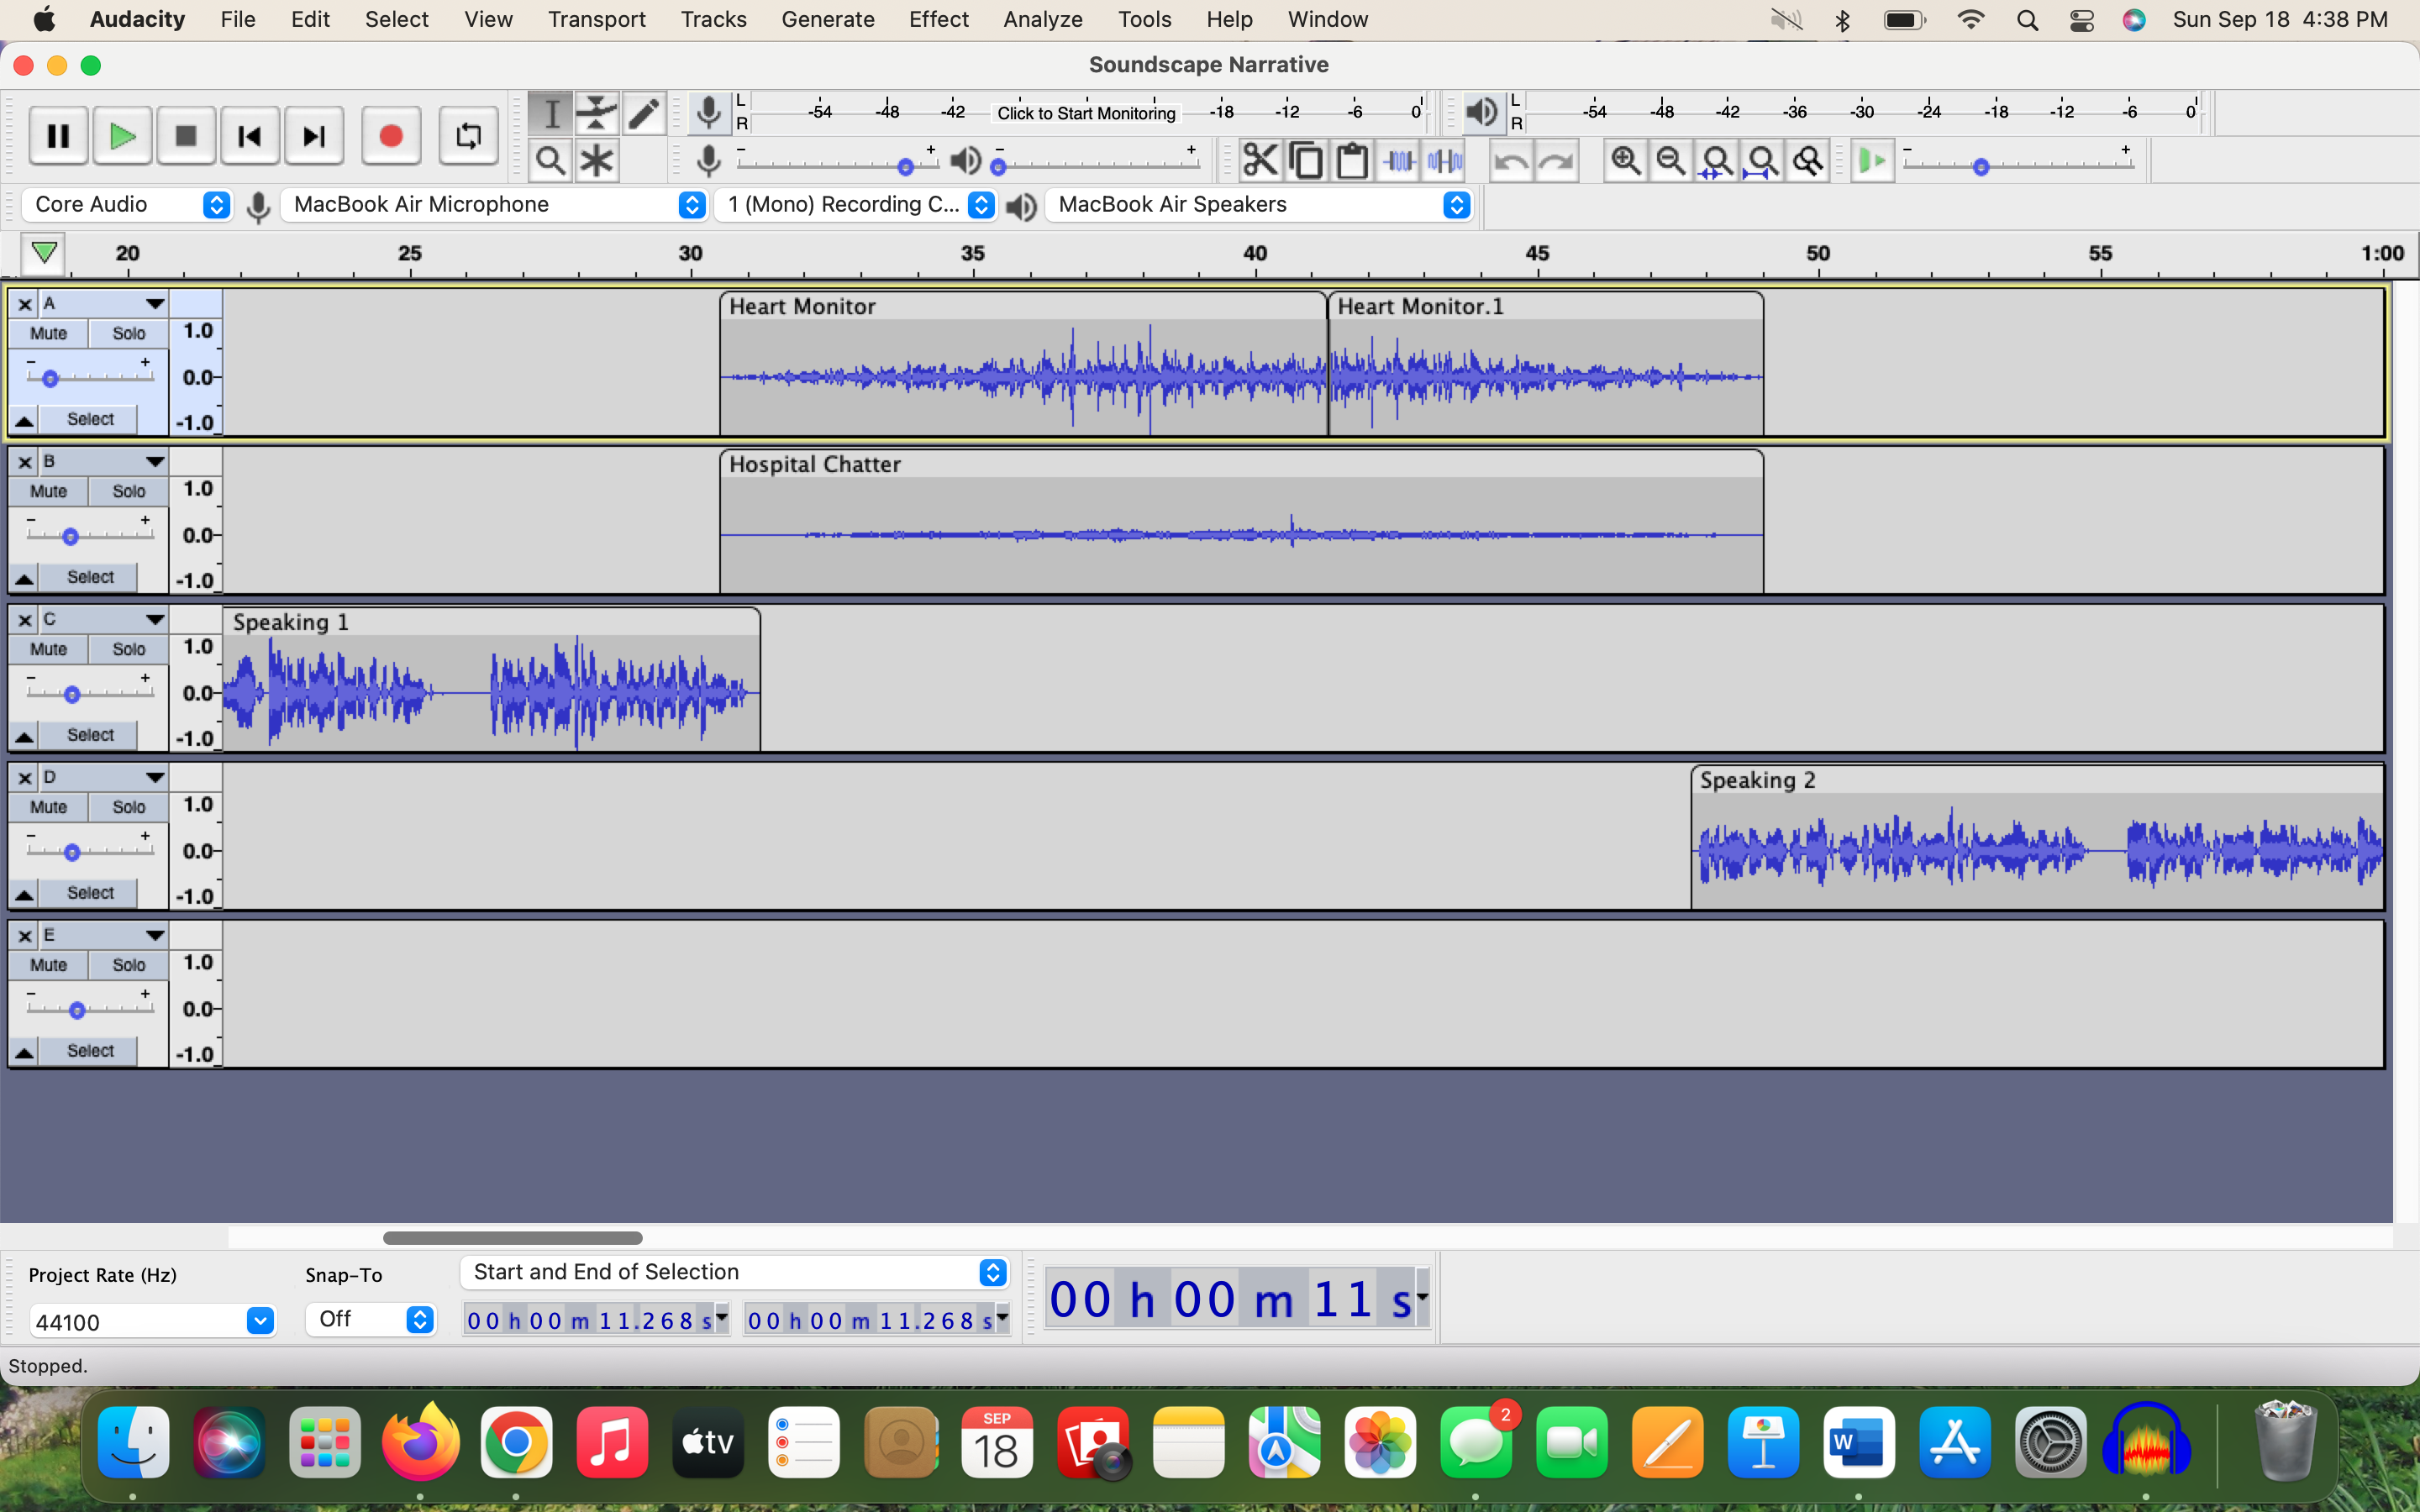 Audacity File Edit Select View Transport Tracks Generate Effect Analyze Tools Help Window Sun Sep 18 4:38 PM
Soundscape Narrative
L R -54 -48 -42 Click to Start Monitoring -18 -12 -6 0 L R -54 -48 -42 -36 -30 -24 -18 -12 -6 0
- + - + - +
Core Audio MacBook Air Microphone 1 (Mono) Recording C... MacBook Air Speakers
20 25 30 35 40 45 50 55 1:00
A Heart Monitor Heart Monitor.1
Mute Solo 1.0
- + 0.0
Select -1.0
B Hospital Chatter
Mute Solo 1.0
- + 0.0
Select -1.0
C Speaking 1
Mute Solo 1.0
- + 0.0
Select -1.0
D Speaking 2
Mute Solo 1.0
- + 0.0
Select -1.0
E
Mute Solo 1.0
- + 0.0
Select -1.0
Project Rate (Hz) Snap-To Start and End of Selection
44100 Off 00 h 00 m 11.268 s 00 h 00 m 11.268 s 00 h 00 m 11 s
Stopped.
tv SEP 18 2 W